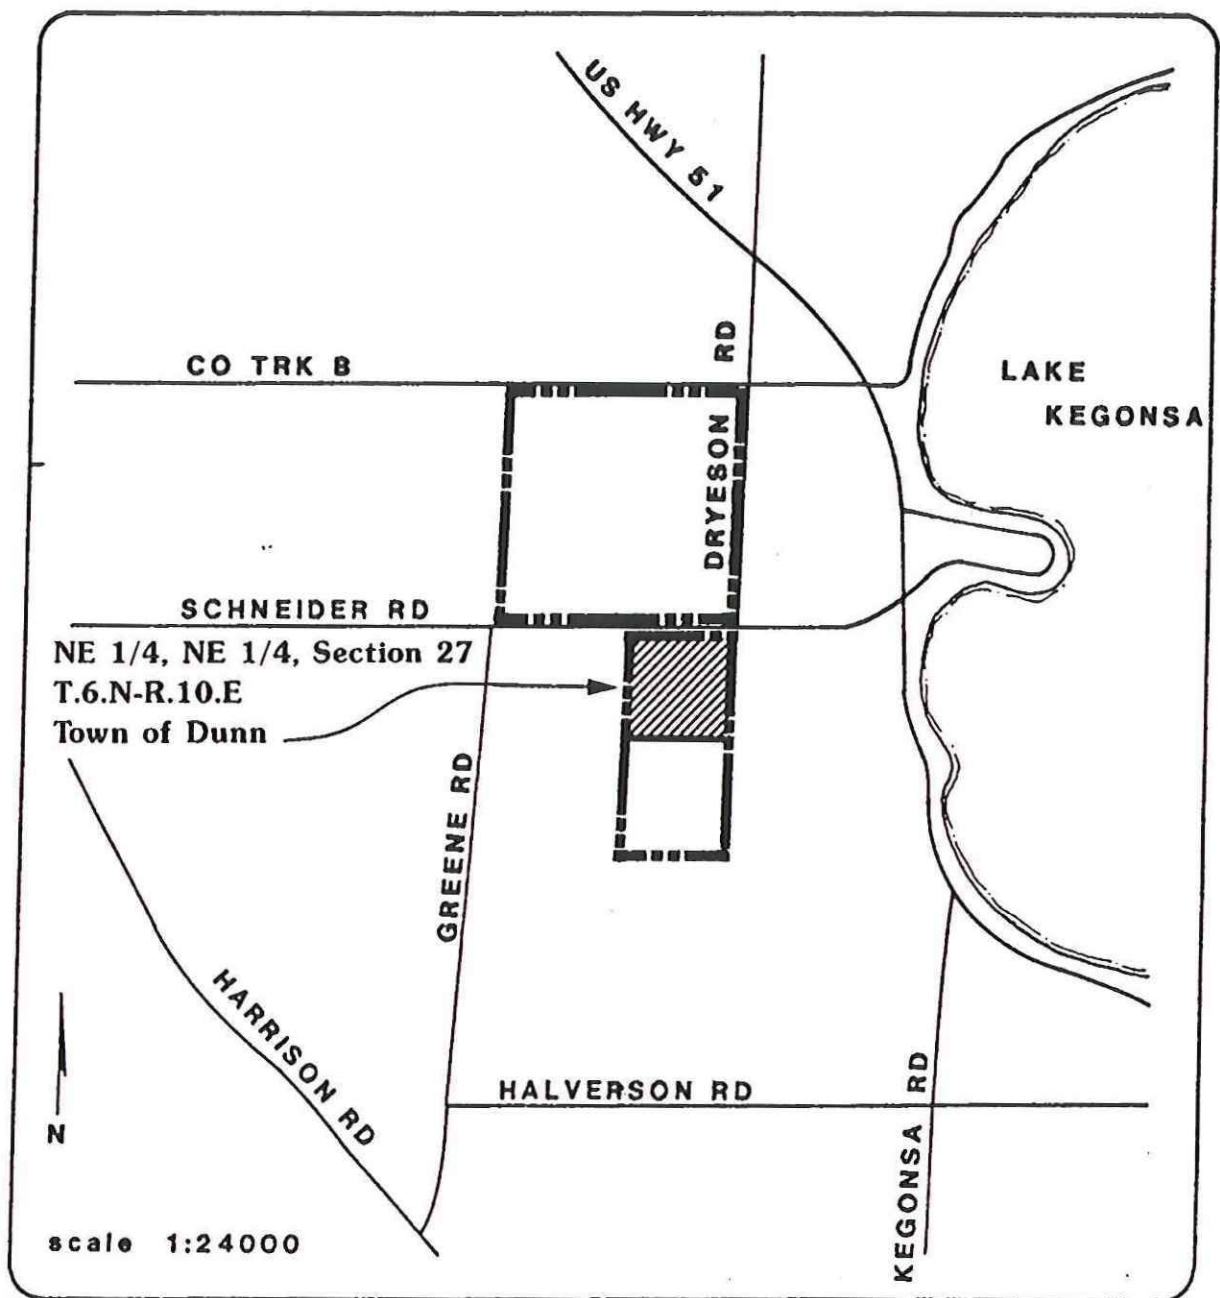 US HWY 51
CO TRK B
DRYESON RD
LAKE
KEGONSA
SCHNEIDER RD
NE 1/4, NE 1/4, Section 27
T.6.N-R.10.E
Town of Dunn
GREENE RD
HARRISON RD
HALVERSON RD
KEGONSA RD
N
scale 1:24000